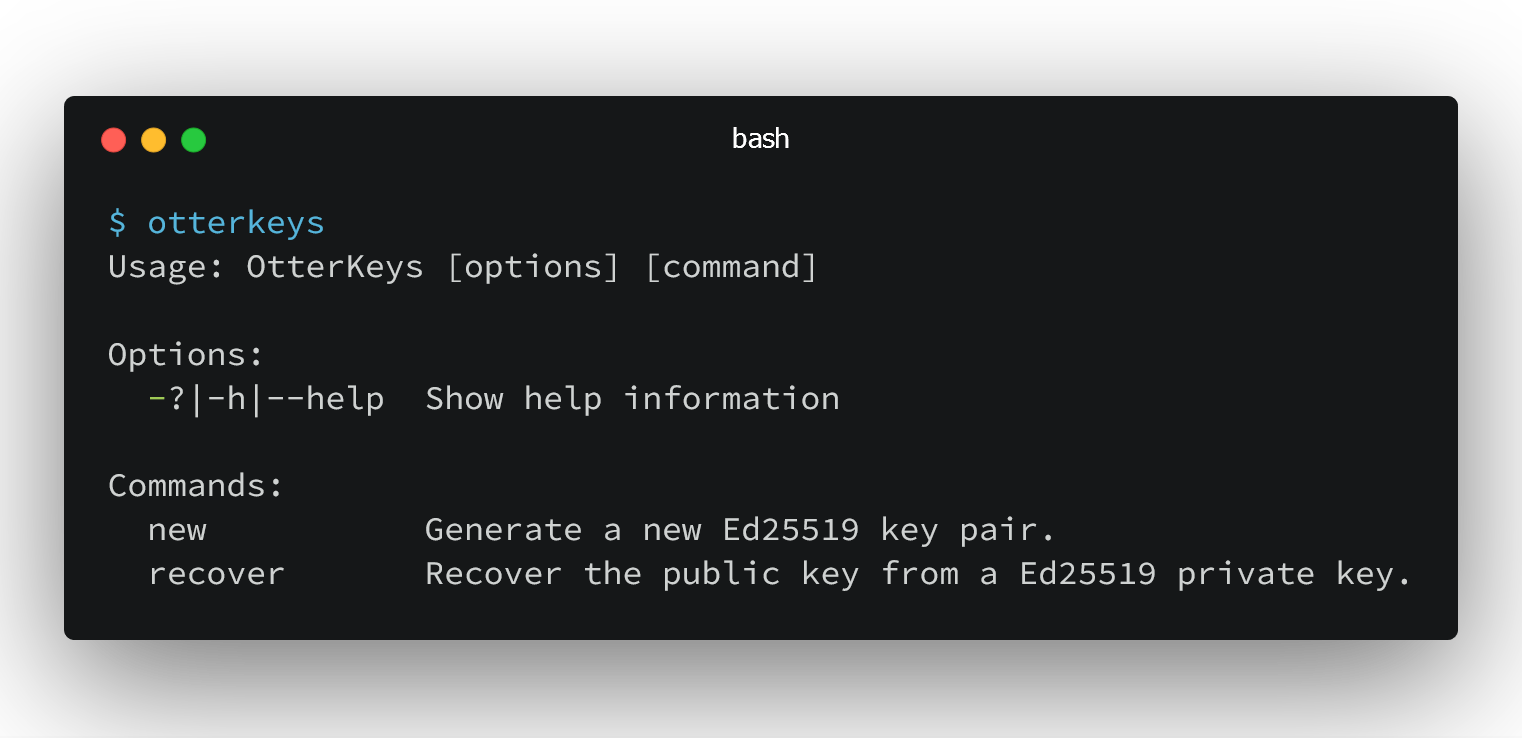 bash
$ otterkeys
Usage: OtterKeys [options] [command]
Options:
  -?|-h|--help  Show help information
Commands:
  new           Generate a new Ed25519 key pair.
  recover       Recover the public key from a Ed25519 private key.